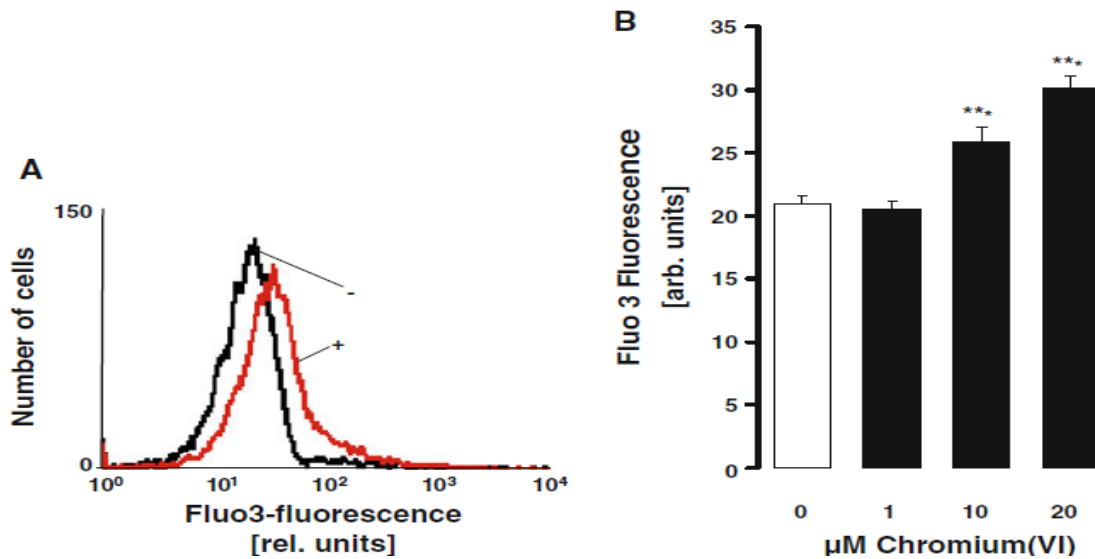 A
150
Number of cells
0
-
+
10⁰ 10¹ 10² 10³ 10⁴
Fluo3-fluorescence
[rel. units]
B
Fluo 3 Fluorescence
[arb. units]
35
30
25
20
15
10
5
0
***
***
0 1 10 20
µM Chromium(VI)